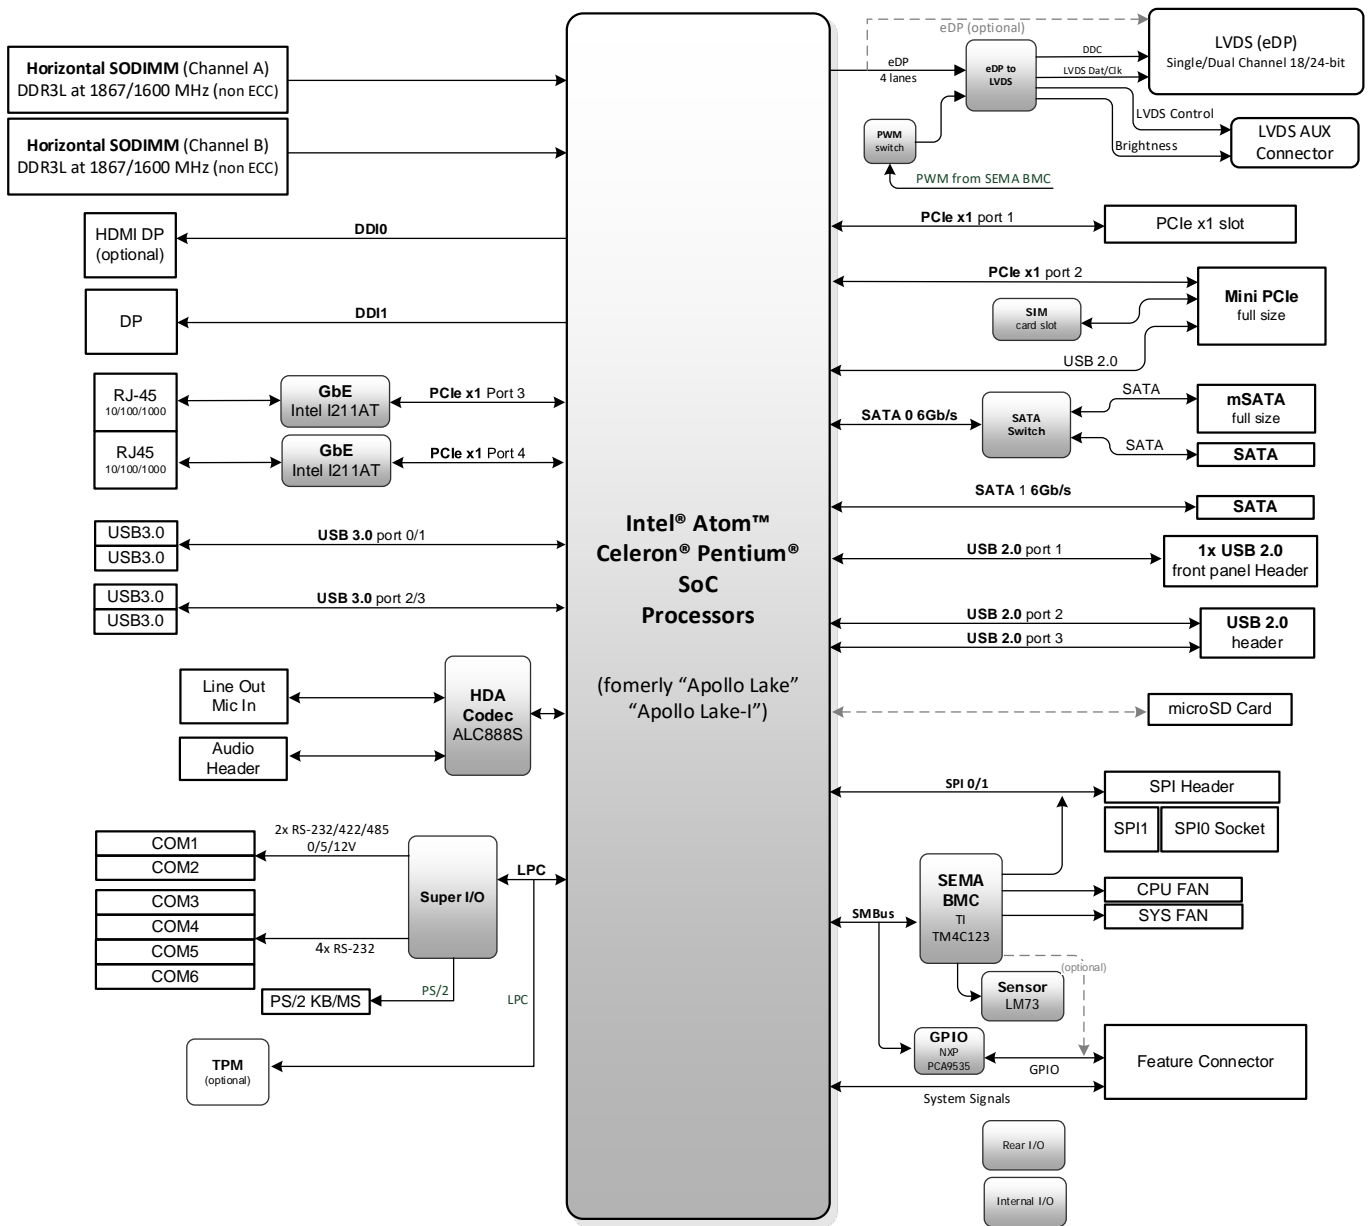 Horizontal SODIMM (Channel A)
DDR3L at 1867/1600 MHz (non ECC)
Horizontal SODIMM (Channel B)
DDR3L at 1867/1600 MHz (non ECC)
HDMI DP
(optional)
DDI0
DP
DDI1
RJ-45
10/100/1000
GbE
Intel I211AT
PCIe x1 Port 3
RJ45
10/100/1000
GbE
Intel I211AT
PCIe x1 Port 4
USB3.0
USB3.0
USB 3.0 port 0/1
USB3.0
USB3.0
USB 3.0 port 2/3
Line Out
Mic In
Audio
Header
HDA
Codec
ALC888S
COM1
COM2
2x RS-232/422/485
0/5/12V
COM3
COM4
COM5
COM6
4x RS-232
Super I/O
LPC
PS/2 KB/MS
PS/2
LPC
TPM
(optional)
Intel® Atom™
Celeron® Pentium®
SoC
Processors
(fomerly “Apollo Lake”
“Apollo Lake-I”)
eDP (optional)
eDP
4 lanes
eDP to
LVDS
DDC
LVDS Dat/Clk
LVDS (eDP)
Single/Dual Channel 18/24-bit
LVDS Control
Brightness
LVDS AUX
Connector
PWM
switch
PWM from SEMA BMC
PCIe x1 port 1
PCIe x1 slot
PCIe x1 port 2
Mini PCIe
full size
SIM
card slot
USB 2.0
SATA 0 6Gb/s
SATA
Switch
SATA
mSATA
full size
SATA
SATA
SATA 1 6Gb/s
SATA
USB 2.0 port 1
1x USB 2.0
front panel Header
USB 2.0 port 2
USB 2.0 port 3
USB 2.0
header
microSD Card
SPI 0/1
SPI Header
SPI1
SPI0 Socket
SEMA
BMC
TI
TM4C123
CPU FAN
SYS FAN
SMBus
(optional)
Sensor
LM73
GPIO
NXP
PCA9535
GPIO
Feature Connector
System Signals
Rear I/O
Internal I/O